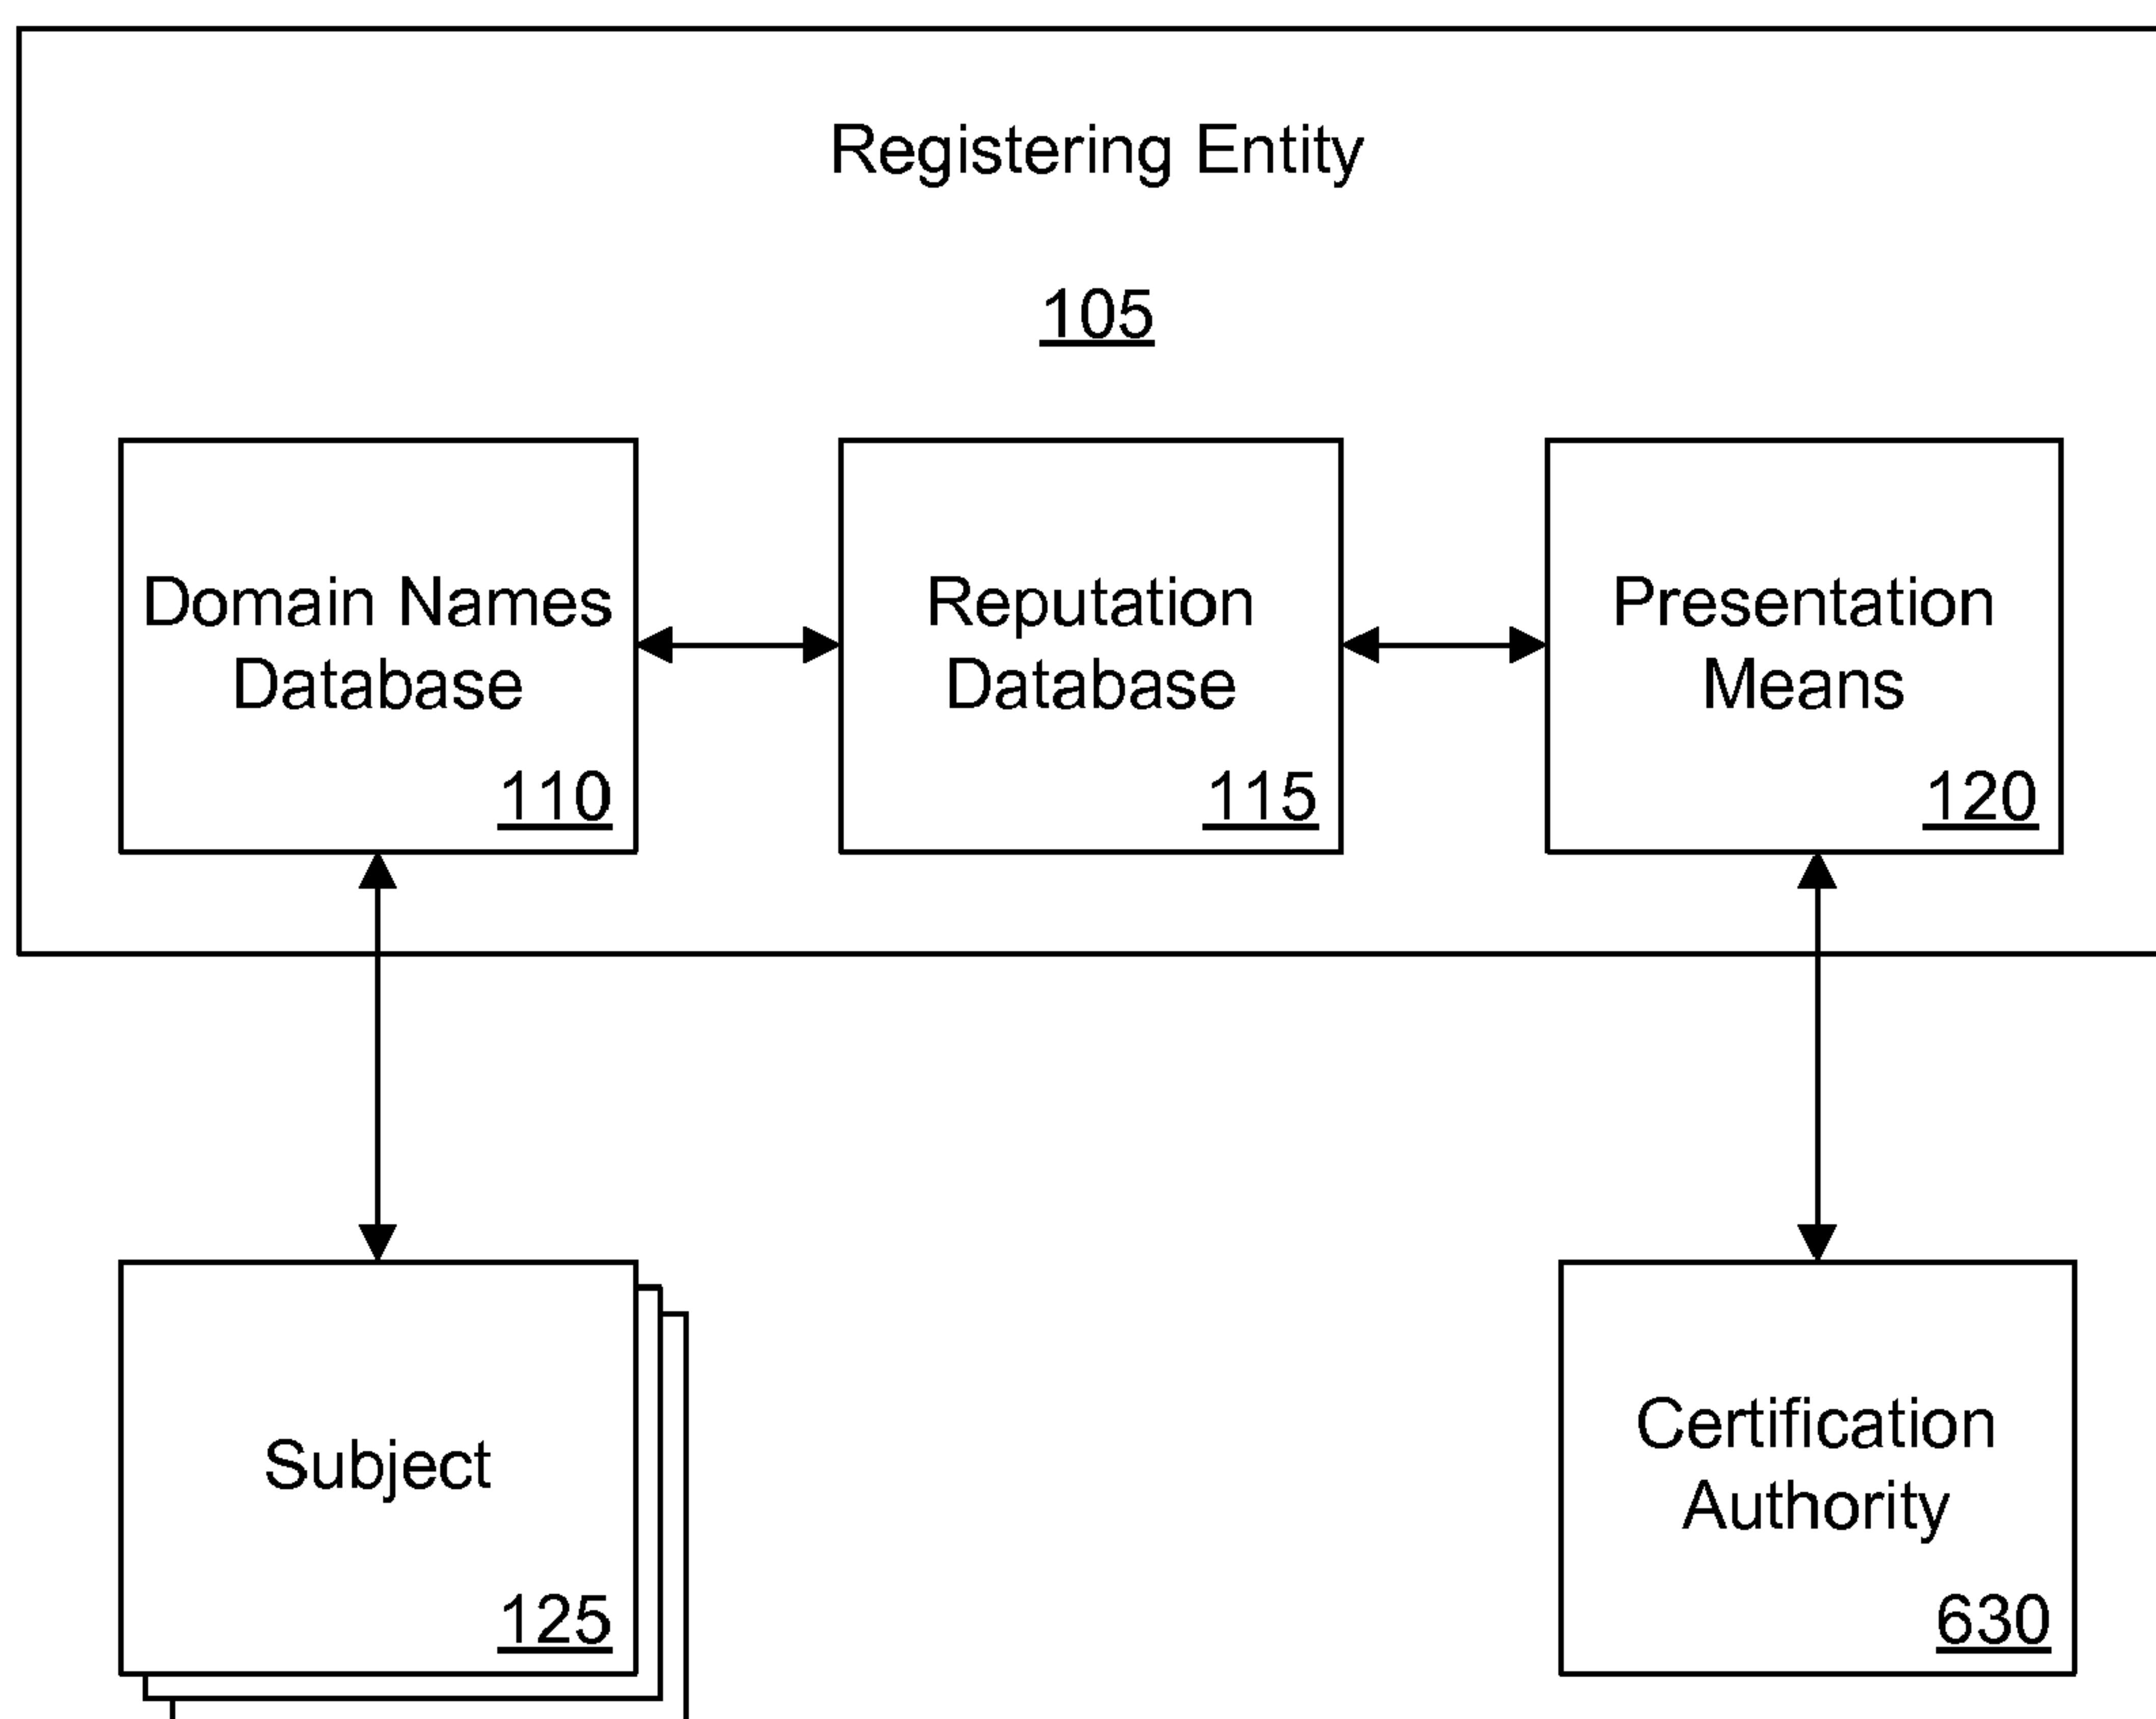 Registering Entity
105
Domain Names
Database
110
Reputation
Database
115
Presentation
Means
120
Subject
125
Certification
Authority
630